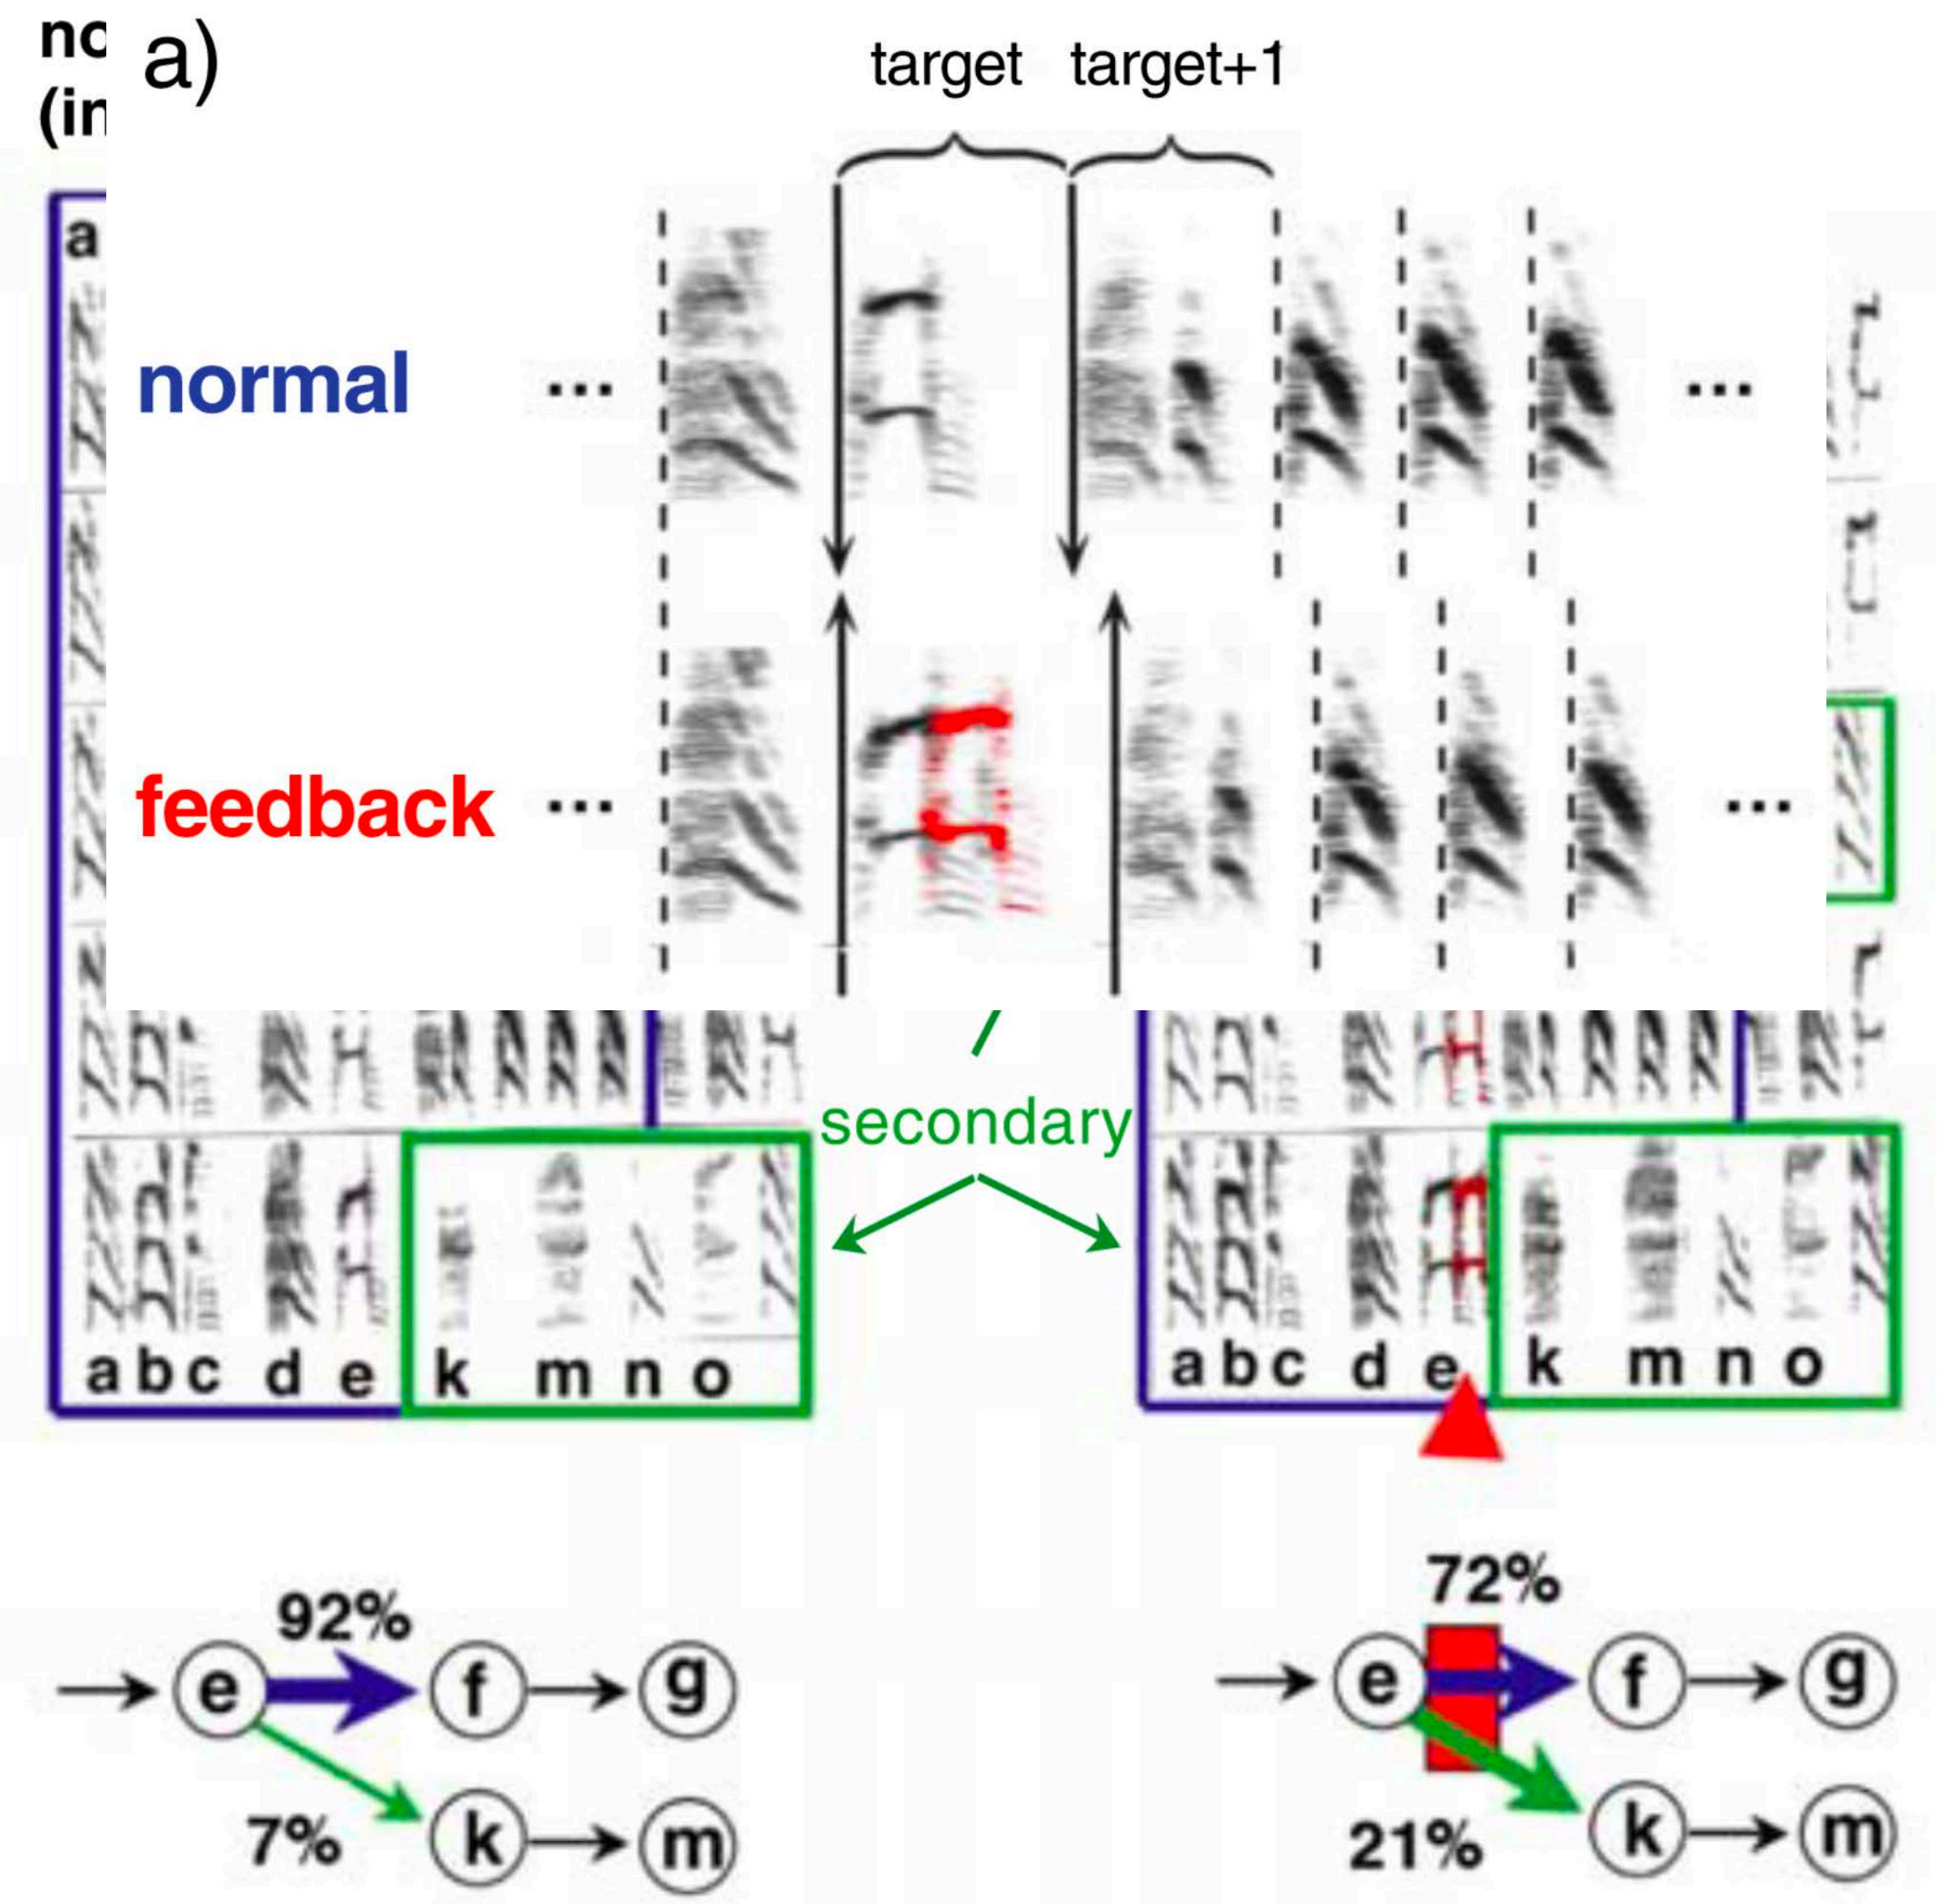 a)
target target+1
a
normal ... ...
feedback ... ...
secondary
a b c d e k m n o
a b c d e k m n o
92%
e f g
7%
k m
72%
e f g
21%
k m